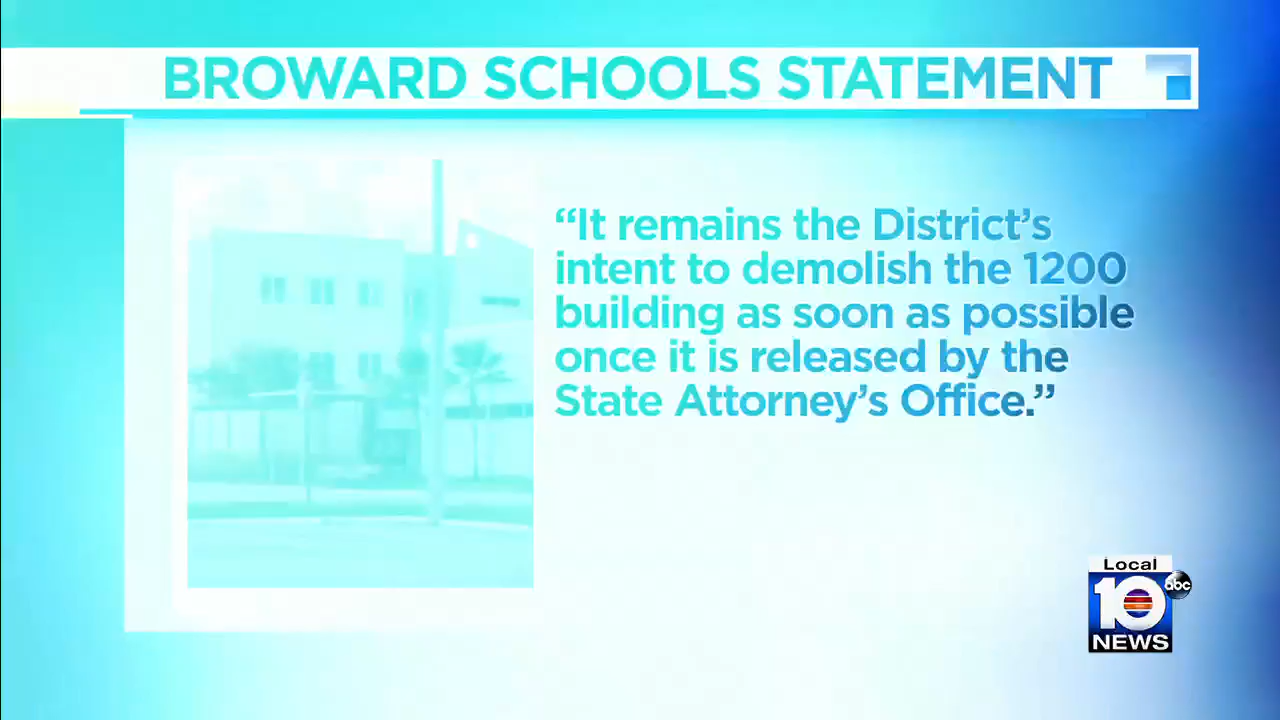 BROWARD SCHOOLS STATEMENT
“It remains the District’s
intent to demolish the 1200
building as soon as possible
once it is released by the
State Attorney’s Office.”
Local
10
abc
NEWS